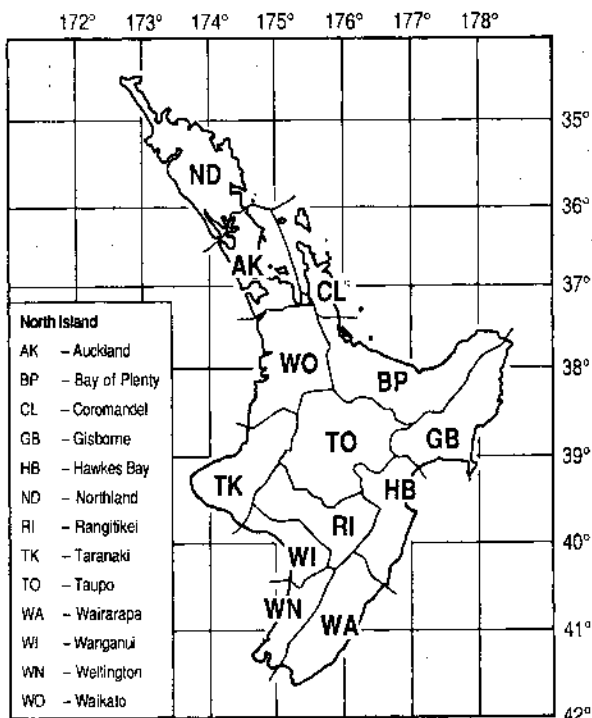 172° 173° 174° 175° 176° 177° 178°
35°
ND
36°
AK
CL
37°
North Island
AK – Auckland
BP – Bay of Plenty
CL – Coromandel
GB – Gisborne
HB – Hawkes Bay
ND – Northland
RI – Rangitikei
TK – Taranaki
TO – Taupo
WA – Wairarapa
WI – Wanganui
WN – Wellington
WO – Waikato
WO
BP
38°
TO
GB
39°
TK
HB
RI
40°
WI
WN
WA
41°
42°